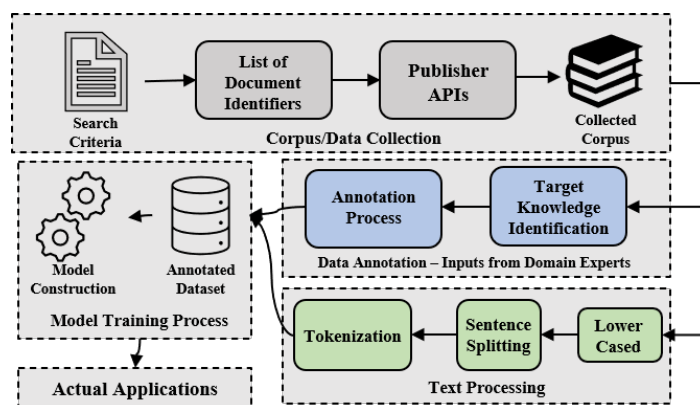 Search
Criteria
List of
Document
Identifiers
Publisher
APIs
Collected
Corpus
Corpus/Data Collection
Model
Construction
Annotated
Dataset
Model Training Process
Annotation
Process
Target
Knowledge
Identification
Data Annotation – Inputs from Domain Experts
Tokenization
Sentence
Splitting
Lower
Cased
Text Processing
Actual Applications